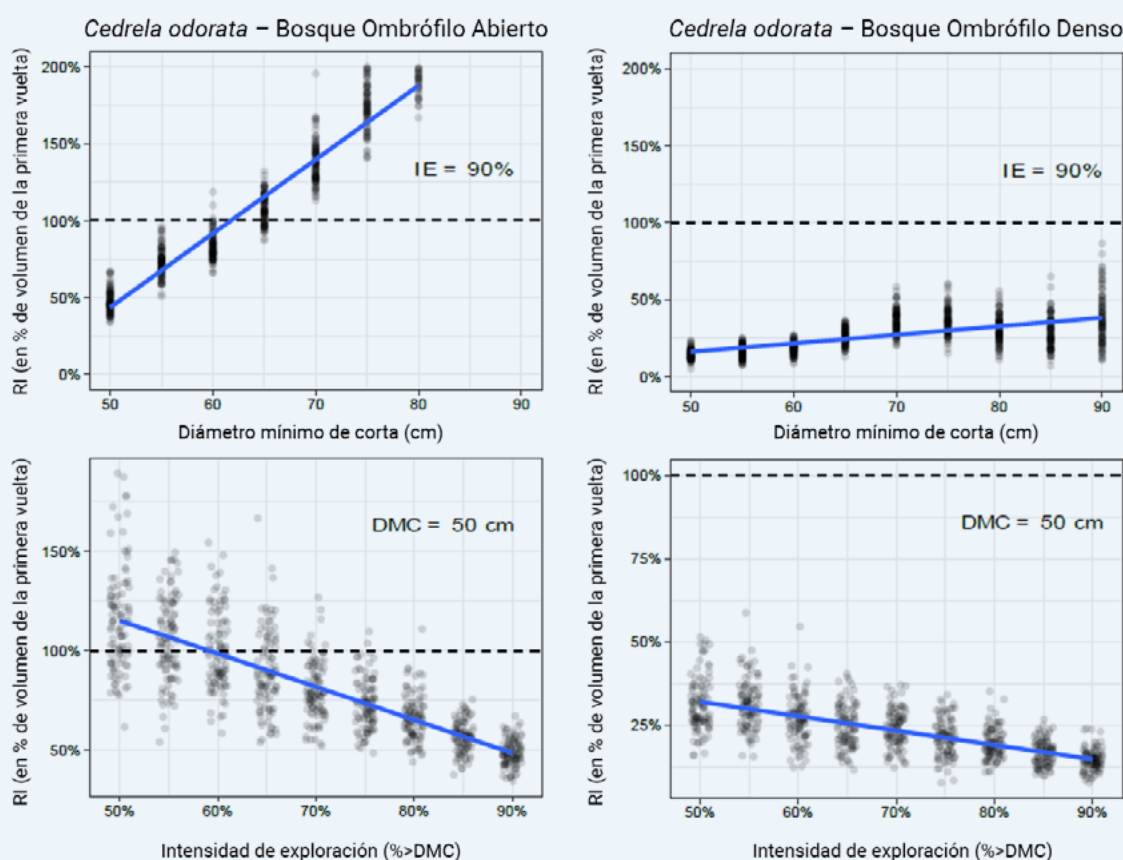 Cedrela odorata – Bosque Ombrófilo Abierto
RI (en % de volumen de la primera vuelta)
200%
150%
100%
50%
0%
IE = 90%
50 60 70 80 90
Diámetro mínimo de corta (cm)
Cedrela odorata – Bosque Ombrófilo Denso
RI (en % de volumen de la primera vuelta)
200%
150%
100%
50%
0%
IE = 90%
50 60 70 80 90
Diámetro mínimo de corta (cm)
RI (en % de volumen de la primera vuelta)
150%
100%
50%
DMC = 50 cm
50% 60% 70% 80% 90%
Intensidad de exploración (%>DMC)
RI (en % de volumen de la primera vuelta)
100%
75%
50%
25%
DMC = 50 cm
50% 60% 70% 80% 90%
Intensidad de exploración (%>DMC)